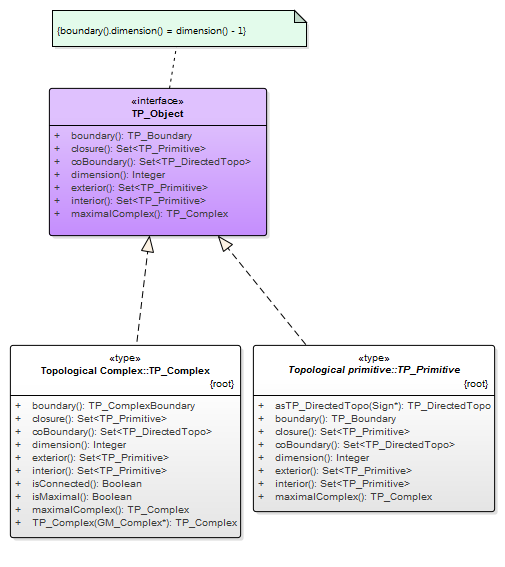 {boundary().dimension() = dimension() - 1}
«interface»
TP_Object
+ boundary(): TP_Boundary
+ closure(): Set<TP_Primitive>
+ coBoundary(): Set<TP_DirectedTopo>
+ dimension(): Integer
+ exterior(): Set<TP_Primitive>
+ interior(): Set<TP_Primitive>
+ maximalComplex(): TP_Complex
«type»
Topological Complex::TP_Complex
{root}
+ boundary(): TP_ComplexBoundary
+ closure(): Set<TP_Primitive>
+ coBoundary(): Set<TP_DirectedTopo>
+ dimension(): Integer
+ exterior(): Set<TP_Primitive>
+ interior(): Set<TP_Primitive>
+ isConnected(): Boolean
+ isMaximal(): Boolean
+ maximalComplex(): TP_Complex
+ TP_Complex(GM_Complex*): TP_Complex
«type»
Topological primitive::TP_Primitive
{root}
+ asTP_DirectedTopo(Sign*): TP_DirectedTopo
+ boundary(): TP_Boundary
+ closure(): Set<TP_Primitive>
+ coBoundary(): Set<TP_DirectedTopo>
+ dimension(): Integer
+ exterior(): Set<TP_Primitive>
+ interior(): Set<TP_Primitive>
+ maximalComplex(): TP_Complex